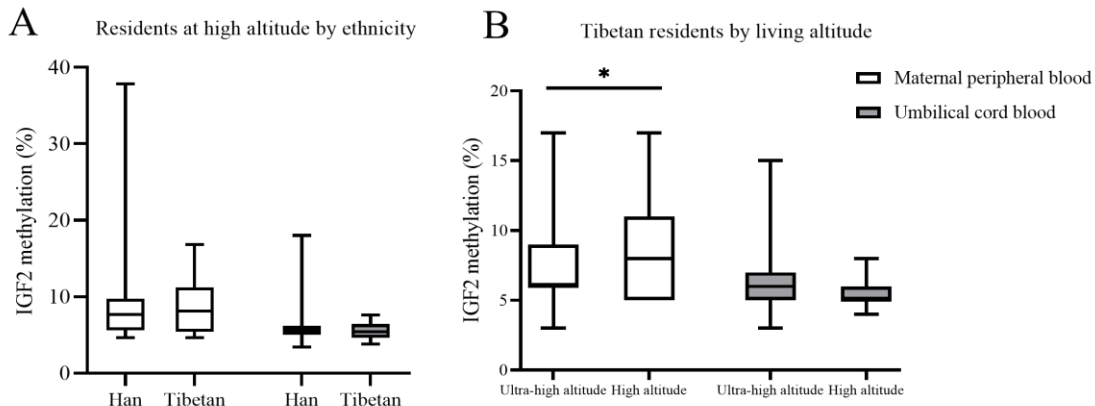 A
Residents at high altitude by ethnicity
IGF2 methylation (%)
40
30
20
10
0
Han Tibetan Han Tibetan
B
Tibetan residents by living altitude
*
IGF2 methylation (%)
20
15
10
5
0
Ultra-high altitude High altitude Ultra-high altitude High altitude
Maternal peripheral blood
Umbilical cord blood